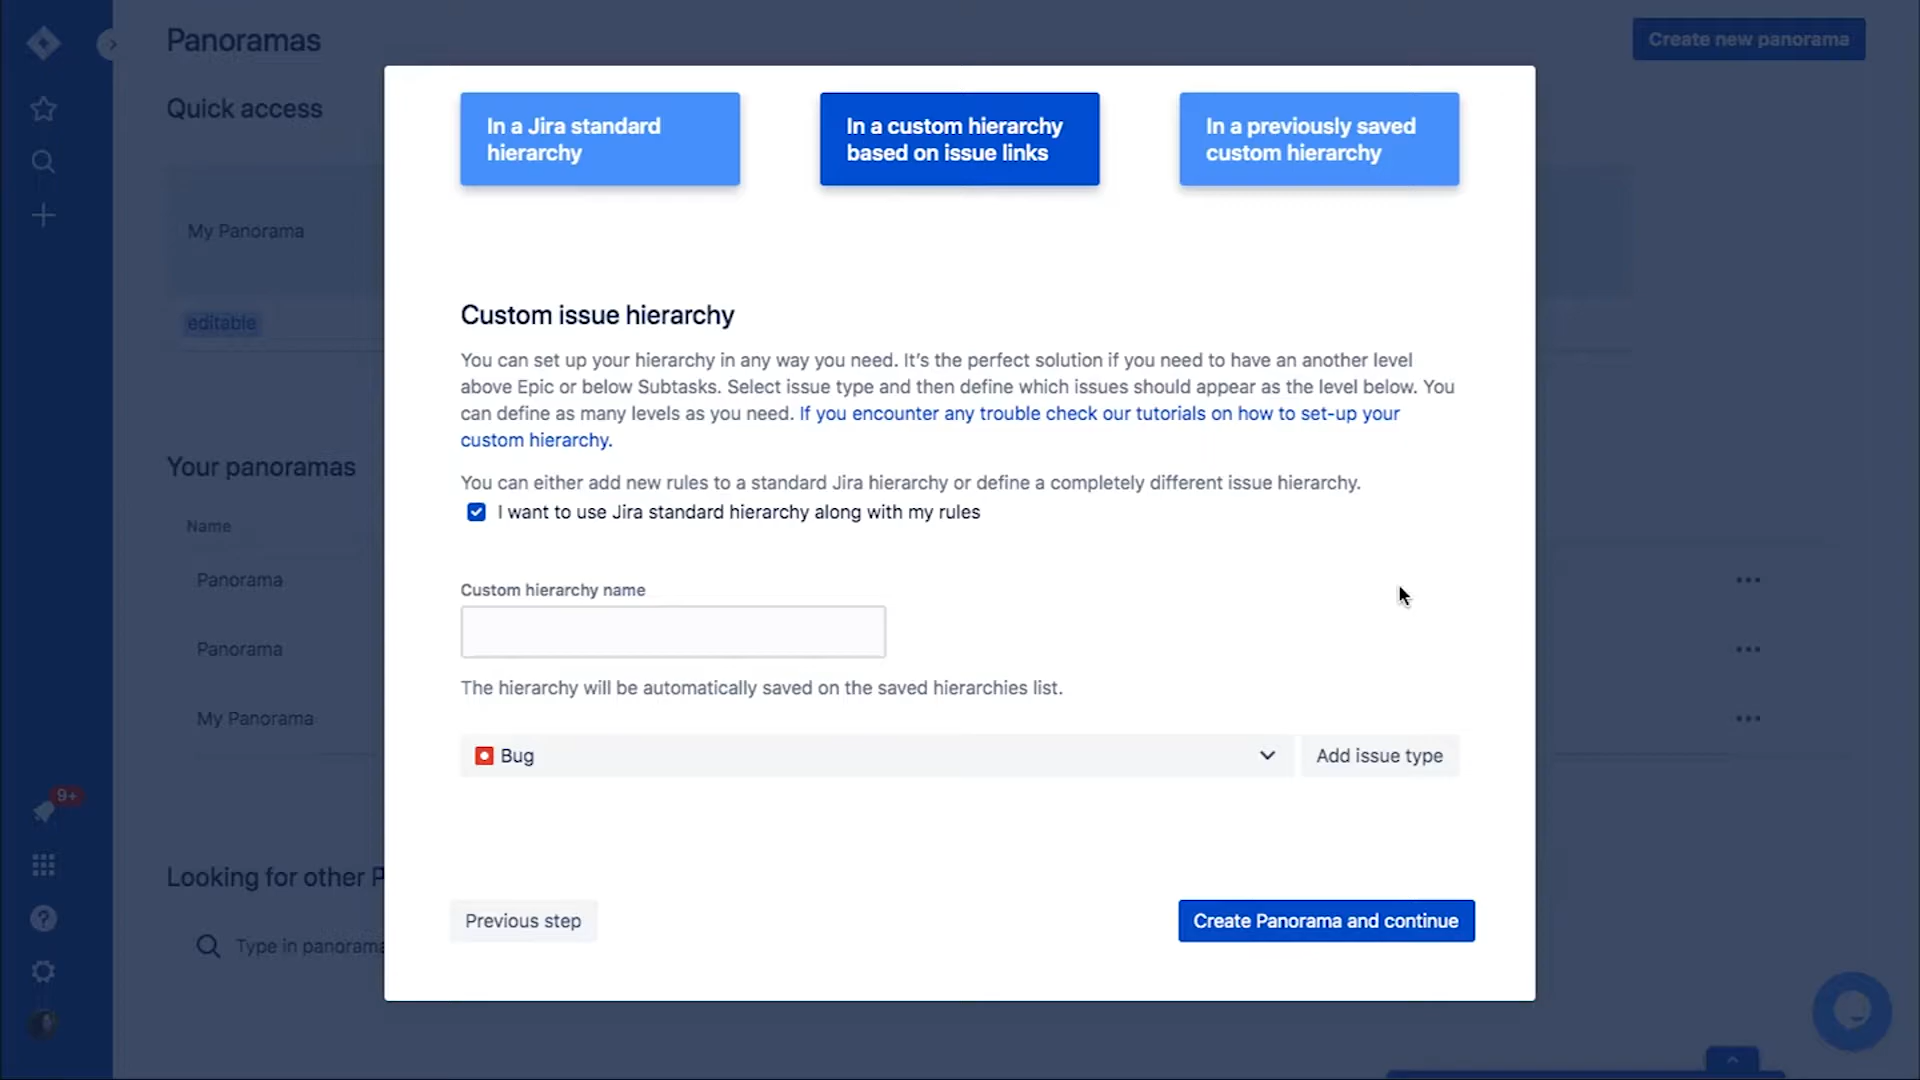 Panoramas
Create new panorama
Quick access
My Panorama
editable
Your panoramas
Name
Panorama
Panorama
My Panorama
9+
Looking for other P
Type in panorama
In a Jira standard
hierarchy
In a custom hierarchy
based on issue links
In a previously saved
custom hierarchy
Custom issue hierarchy
You can set up your hierarchy in any way you need. It's the perfect solution if you need to have an another level
above Epic or below Subtasks. Select issue type and then define which issues should appear as the level below. You
can define as many levels as you need. If you encounter any trouble check our tutorials on how to set-up your
custom hierarchy.
You can either add new rules to a standard Jira hierarchy or define a completely different issue hierarchy.
I want to use Jira standard hierarchy along with my rules
Custom hierarchy name
The hierarchy will be automatically saved on the saved hierarchies list.
Bug
Add issue type
Previous step
Create Panorama and continue